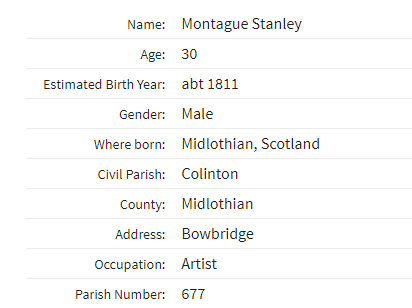 Name: Montague Stanley
Age: 30
Estimated Birth Year: abt 1811
Gender: Male
Where born: Midlothian, Scotland
Civil Parish: Colinton
County: Midlothian
Address: Bowbridge
Occupation: Artist
Parish Number: 677